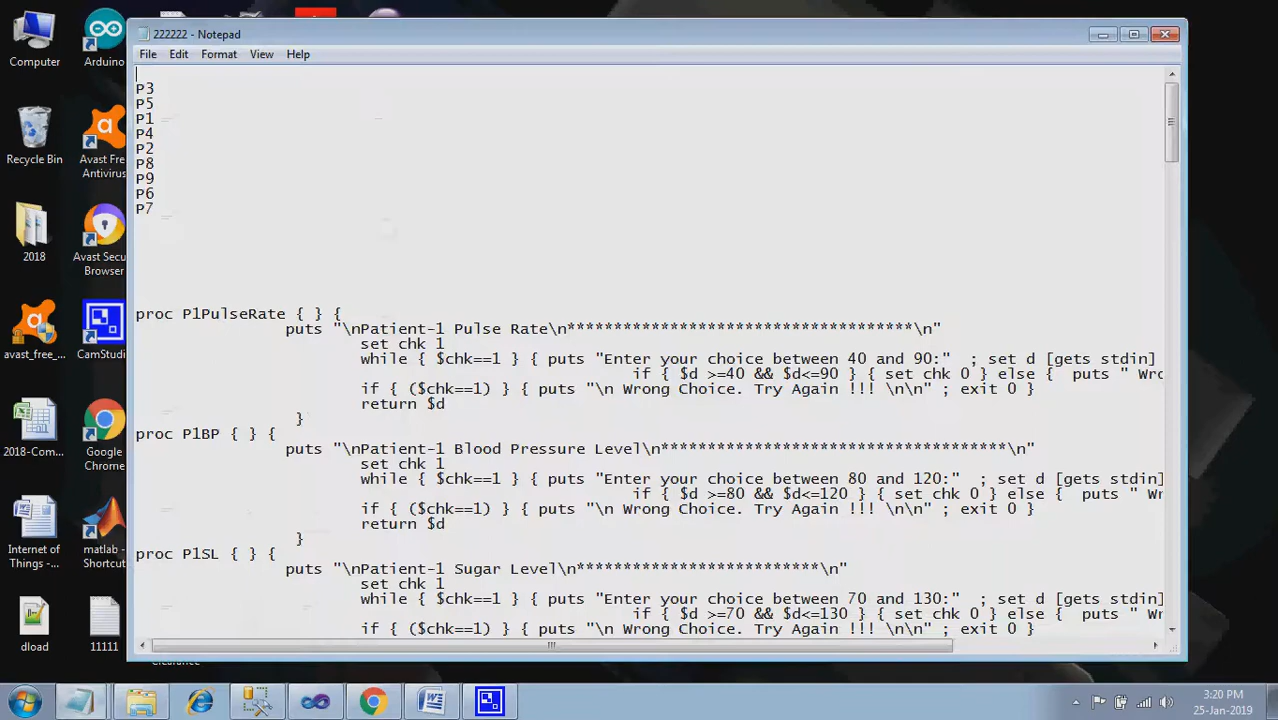 222222 - Notepad
File Edit Format View Help
P3
P5
P1
P4
P2
P8
P9
P6
P7
proc P1PulseRate { } {
puts "\nPatient-1 Pulse Rate\n*************************************\n"
set chk 1
while { $chk==1 } { puts "Enter your choice between 40 and 90:"  ; set d [gets stdin]
if { $d >=40 && $d<=90 } { set chk 0 } else {  puts " Wro
if { ($chk==1) } { puts "\n Wrong Choice. Try Again !!! \n\n" ; exit 0 }
return $d
}
proc P1BP { } {
puts "\nPatient-1 Blood Pressure Level\n*************************************\n"
set chk 1
while { $chk==1 } { puts "Enter your choice between 80 and 120:"  ; set d [gets stdin]
if { $d >=80 && $d<=120 } { set chk 0 } else {  puts " Wr
if { ($chk==1) } { puts "\n Wrong Choice. Try Again !!! \n\n" ; exit 0 }
return $d
}
proc P1SL { } {
puts "\nPatient-1 Sugar Level\n*************************\n"
set chk 1
while { $chk==1 } { puts "Enter your choice between 70 and 130:"  ; set d [gets stdin]
if { $d >=70 && $d<=130 } { set chk 0 } else {  puts " Wr
if { ($chk==1) } { puts "\n Wrong Choice. Try Again !!! \n\n" ; exit 0 }
Computer
Arduino
Recycle Bin
Avast Fre
Antivirus
2018
Avast Secu
Browser
avast_free_...
CamStudi
2018-Com...
Google
Chrome
Internet of
Things -...
matlab -
Shortcut
dload
11111
3:20 PM
25-Jan-2019